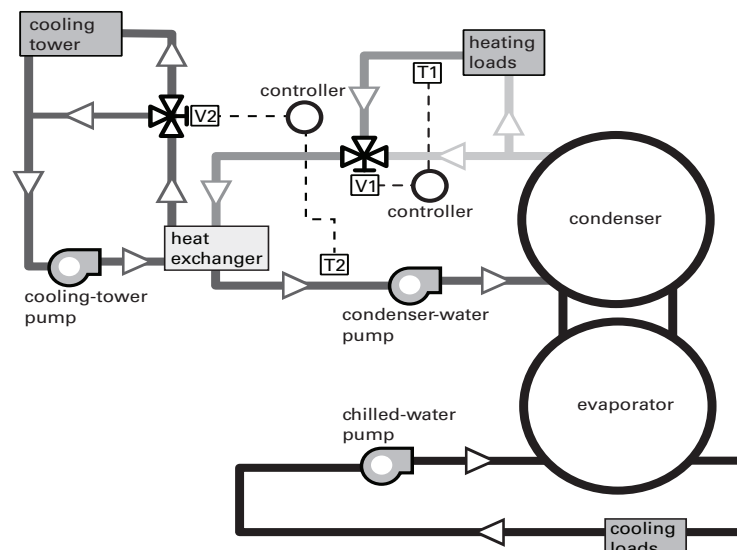 cooling
tower
heating
loads
T1
controller
V2
V1
controller
condenser
heat
exchanger
T2
cooling-tower
pump
condenser-water
pump
evaporator
chilled-water
pump
cooling
loads